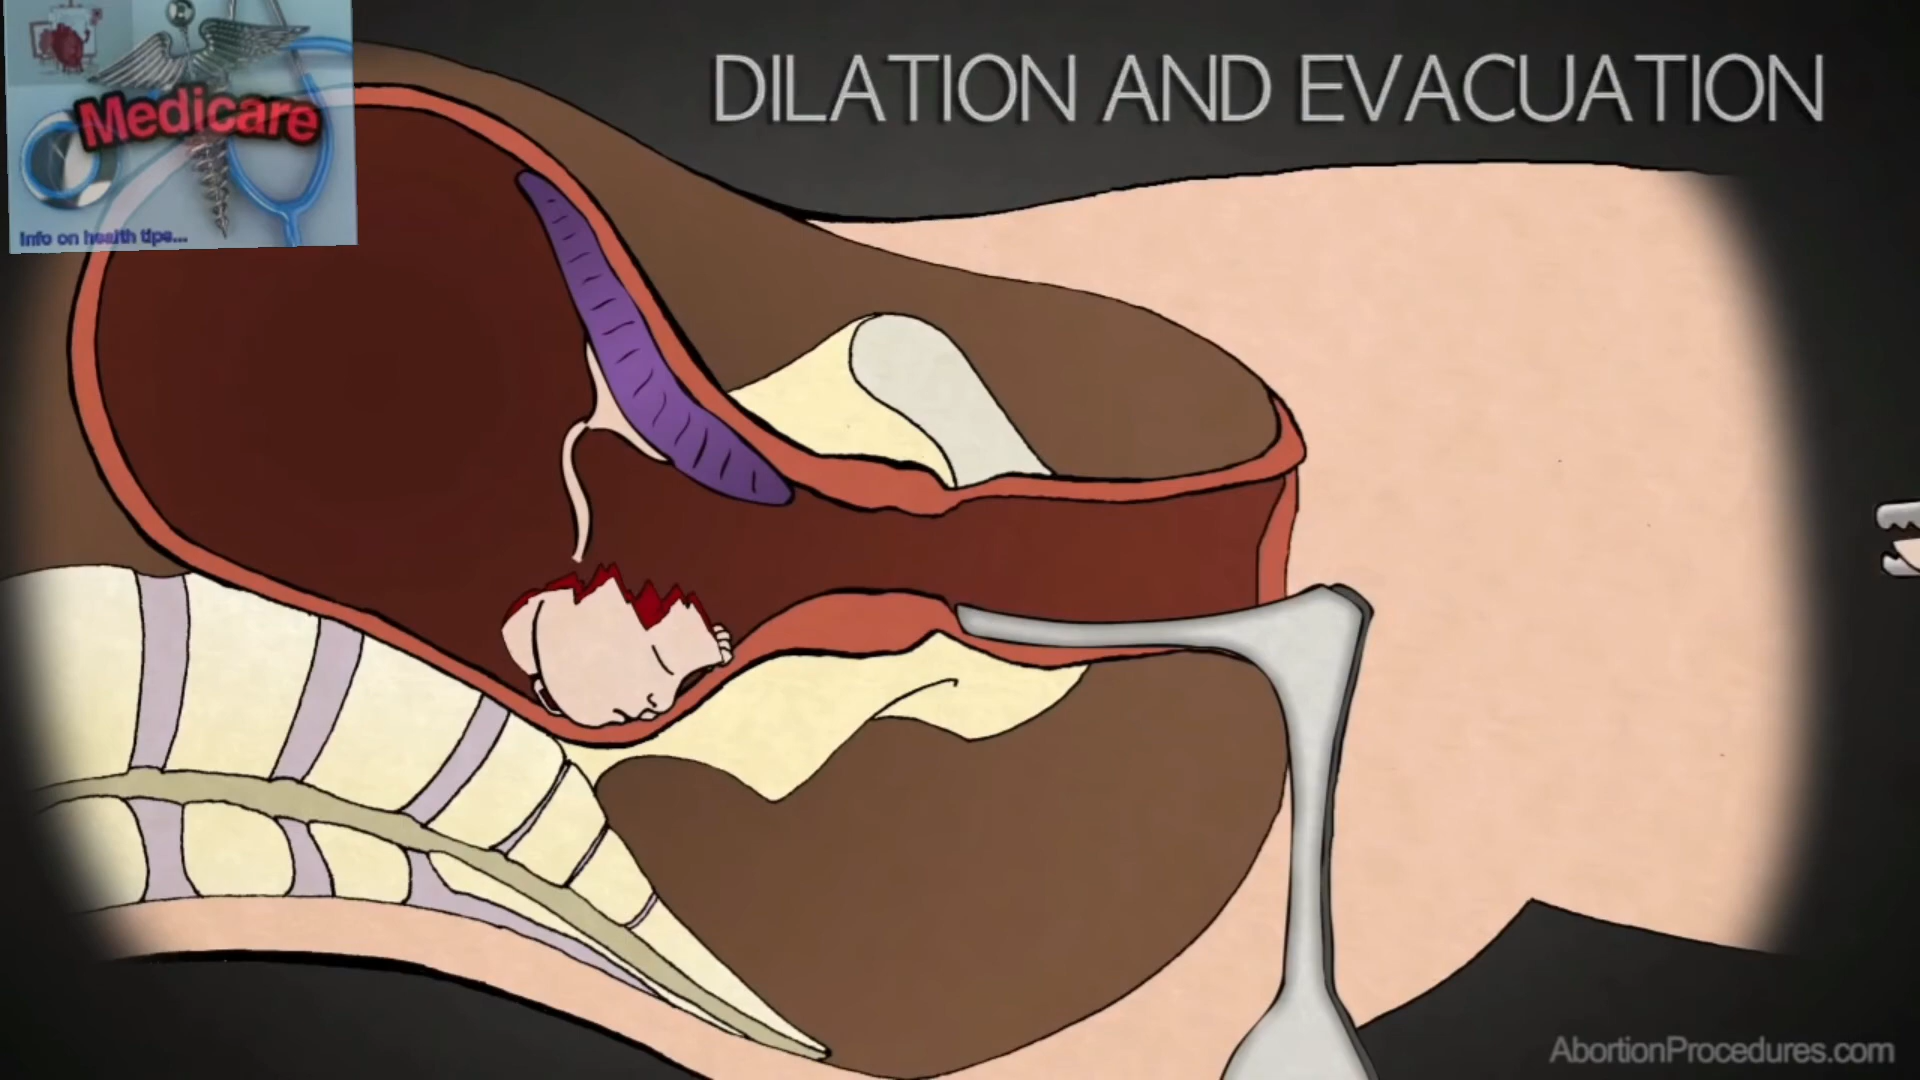 Medicare
Info on health tips...
DILATION AND EVACUATION
AbortionProcedures.com